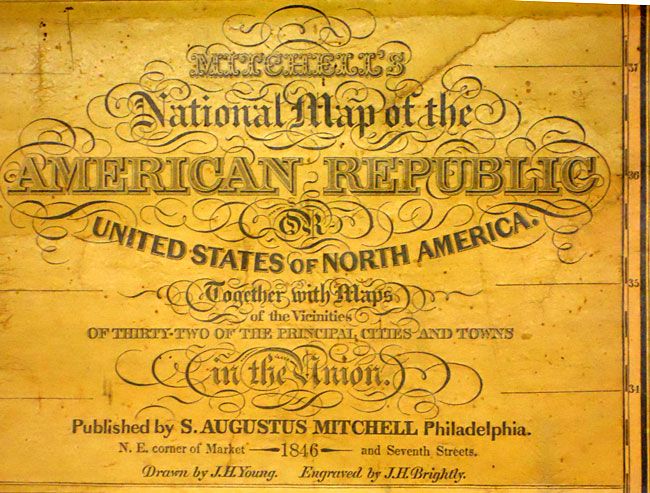 MITCHELL'S
National Map of the
AMERICAN REPUBLIC
OR
UNITED STATES OF NORTH AMERICA.
Together with Maps
of the Vicinities
OF THIRTY-TWO OF THE PRINCIPAL CITIES AND TOWNS
in the Union.
Published by S. AUGUSTUS MITCHELL Philadelphia.
N. E. corner of Market — 1846 — and Seventh Streets.
Drawn by J.H. Young. Engraved by J.H. Brightly.
37
36
35
34